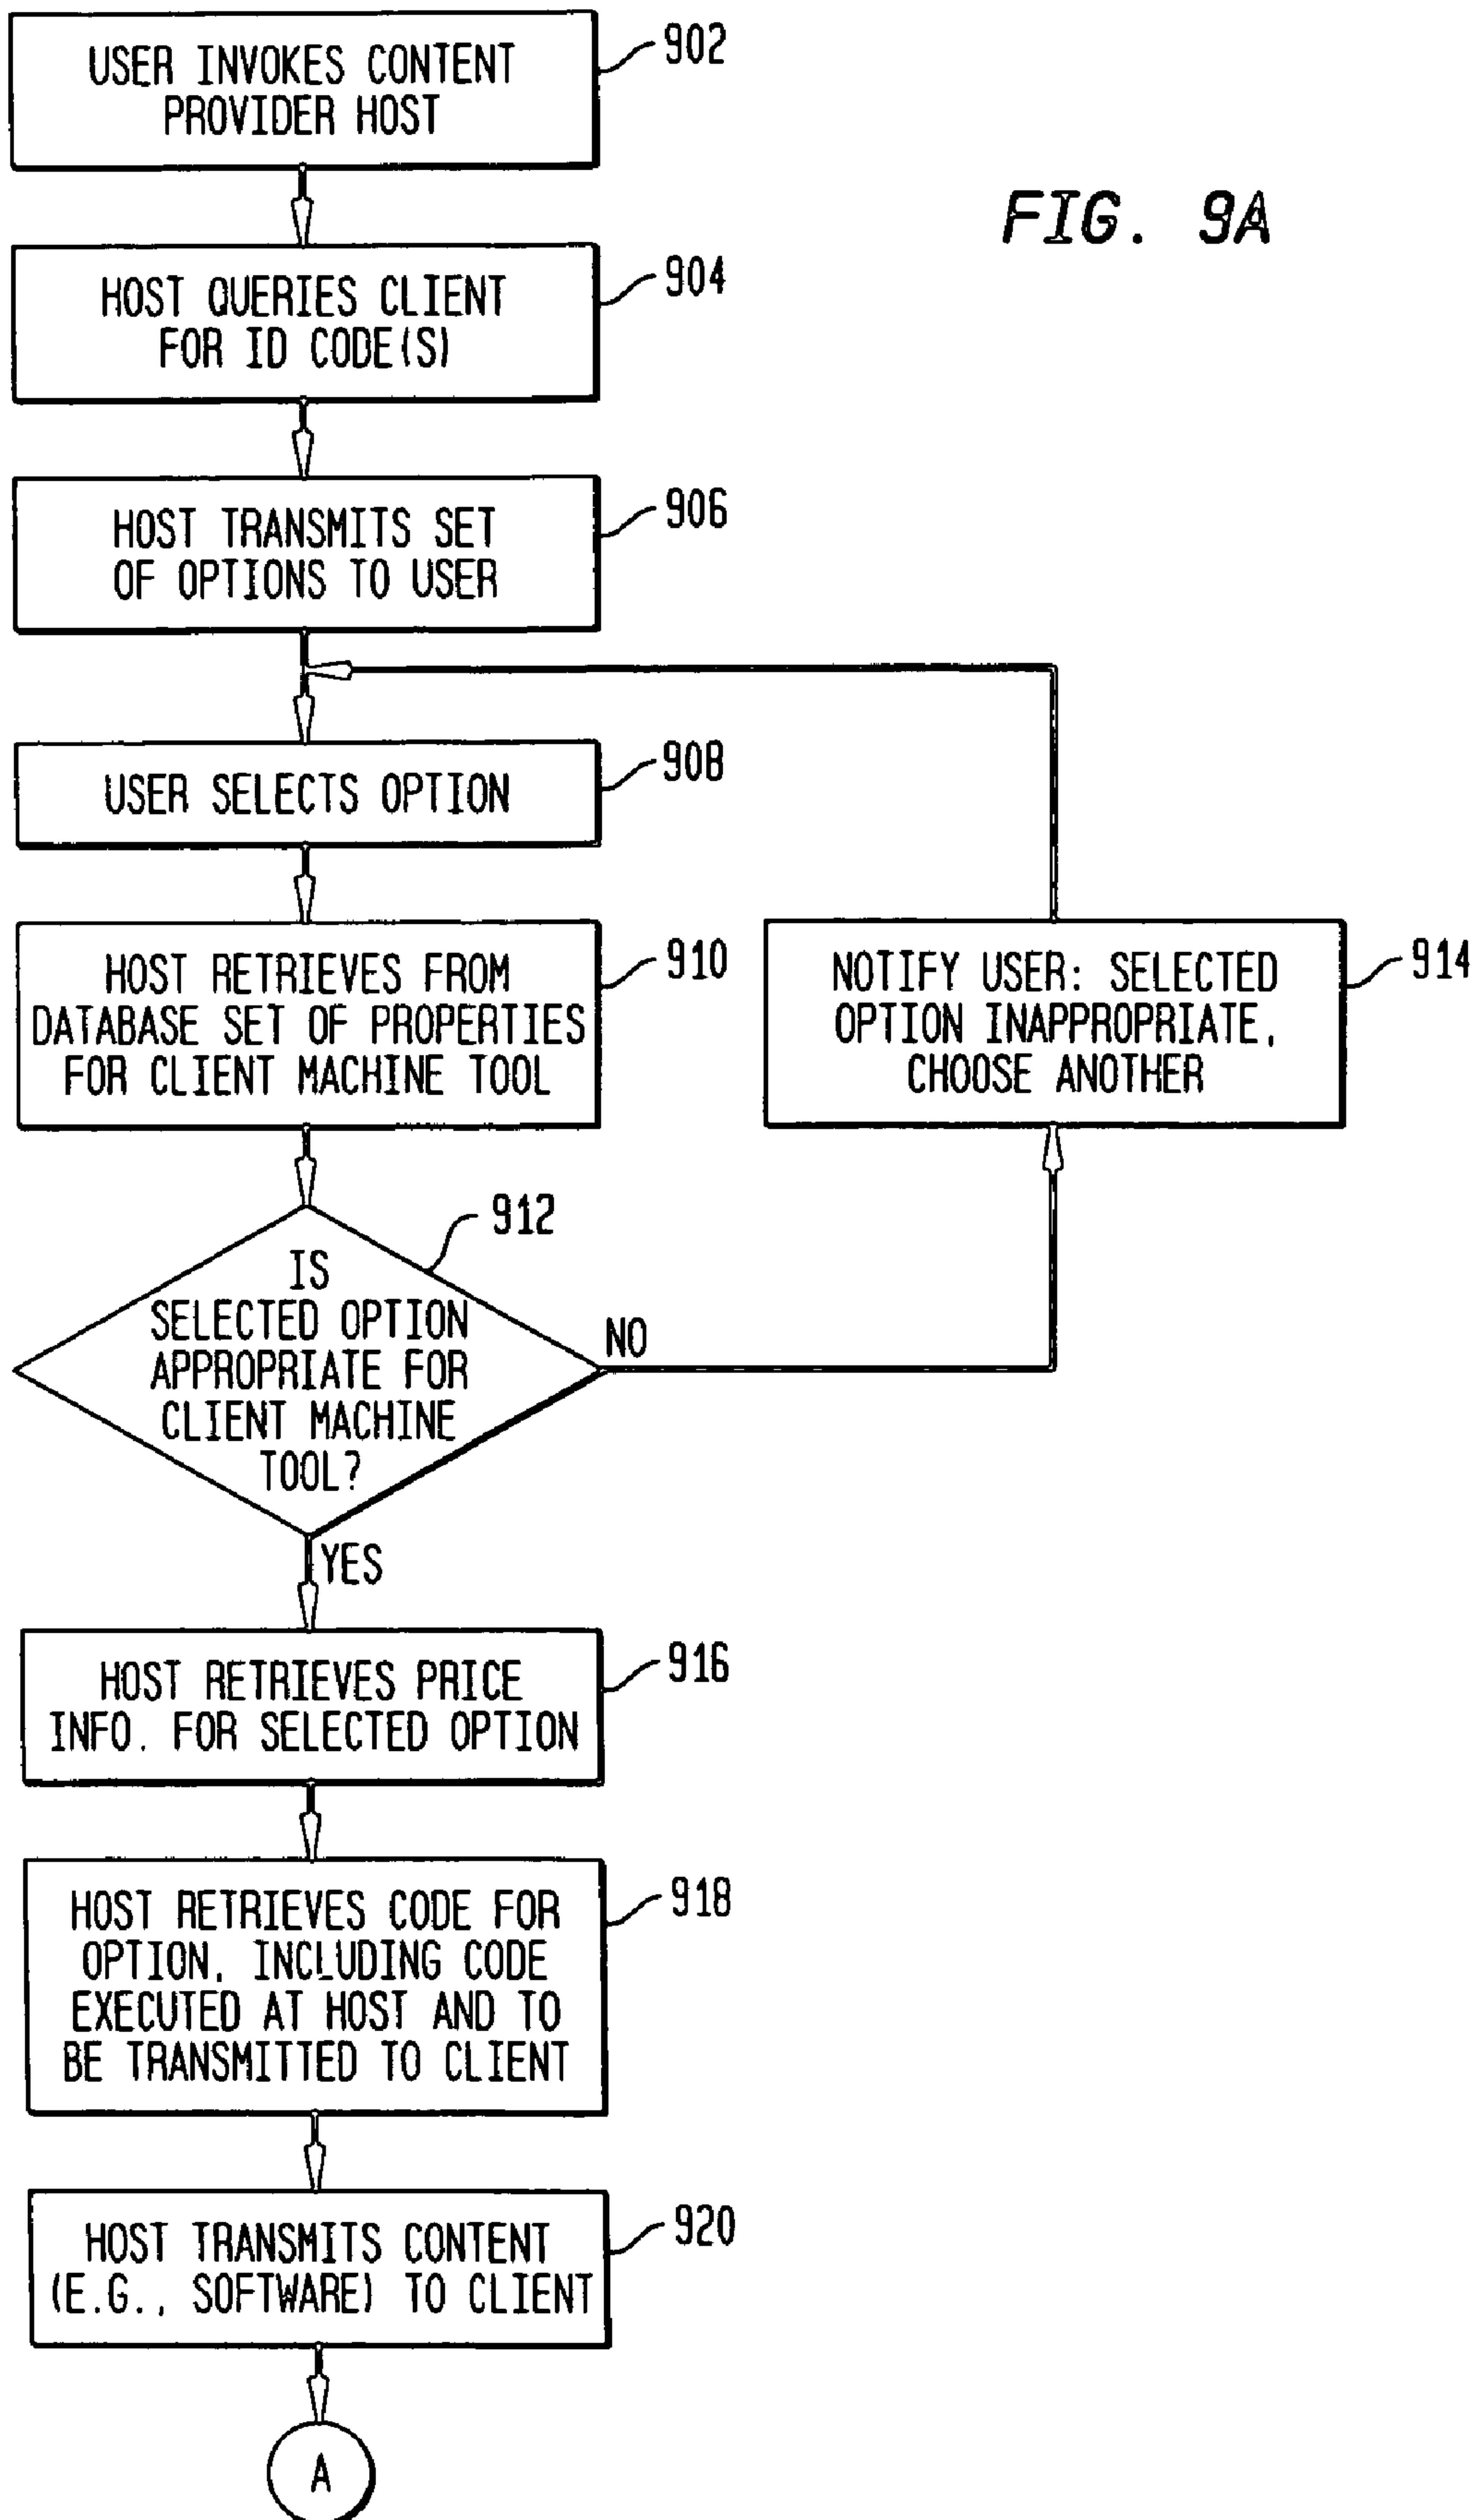 USER INVOKES CONTENT
PROVIDER HOST
902
FIG. 9A
HOST QUERIES CLIENT
FOR ID CODE(S)
904
HOST TRANSMITS SET
OF OPTIONS TO USER
906
USER SELECTS OPTION
908
HOST RETRIEVES FROM
DATABASE SET OF PROPERTIES
FOR CLIENT MACHINE TOOL
910
NOTIFY USER: SELECTED
OPTION INAPPROPRIATE,
CHOOSE ANOTHER
914
912
IS
SELECTED OPTION
APPROPRIATE FOR
CLIENT MACHINE
TOOL?
NO
YES
HOST RETRIEVES PRICE
INFO. FOR SELECTED OPTION
916
HOST RETRIEVES CODE FOR
OPTION, INCLUDING CODE
EXECUTED AT HOST AND TO
BE TRANSMITTED TO CLIENT
918
HOST TRANSMITS CONTENT
(E.G., SOFTWARE) TO CLIENT
920
A